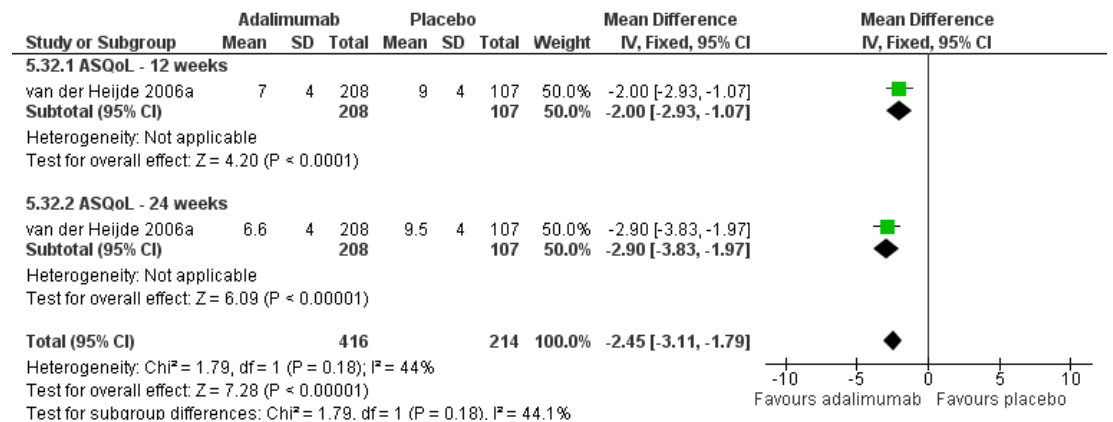 Adalimumab Placebo Mean Difference Mean Difference
Study or Subgroup Mean SD Total Mean SD Total Weight IV, Fixed, 95% CI IV, Fixed, 95% CI
5.32.1 ASQoL - 12 weeks
van der Heijde 2006a 7 4 208 9 4 107 50.0% -2.00 [-2.93, -1.07]
Subtotal (95% CI) 208 107 50.0% -2.00 [-2.93, -1.07]
Heterogeneity: Not applicable
Test for overall effect: Z = 4.20 (P < 0.0001)
5.32.2 ASQoL - 24 weeks
van der Heijde 2006a 6.6 4 208 9.5 4 107 50.0% -2.90 [-3.83, -1.97]
Subtotal (95% CI) 208 107 50.0% -2.90 [-3.83, -1.97]
Heterogeneity: Not applicable
Test for overall effect: Z = 6.09 (P < 0.00001)
Total (95% CI) 416 214 100.0% -2.45 [-3.11, -1.79]
Heterogeneity: Chi² = 1.79, df = 1 (P = 0.18); I² = 44%
Test for overall effect: Z = 7.28 (P < 0.00001)
Test for subgroup differences: Chi² = 1.79, df = 1 (P = 0.18), I² = 44.1%
-10 -5 0 5 10
Favours adalimumab Favours placebo